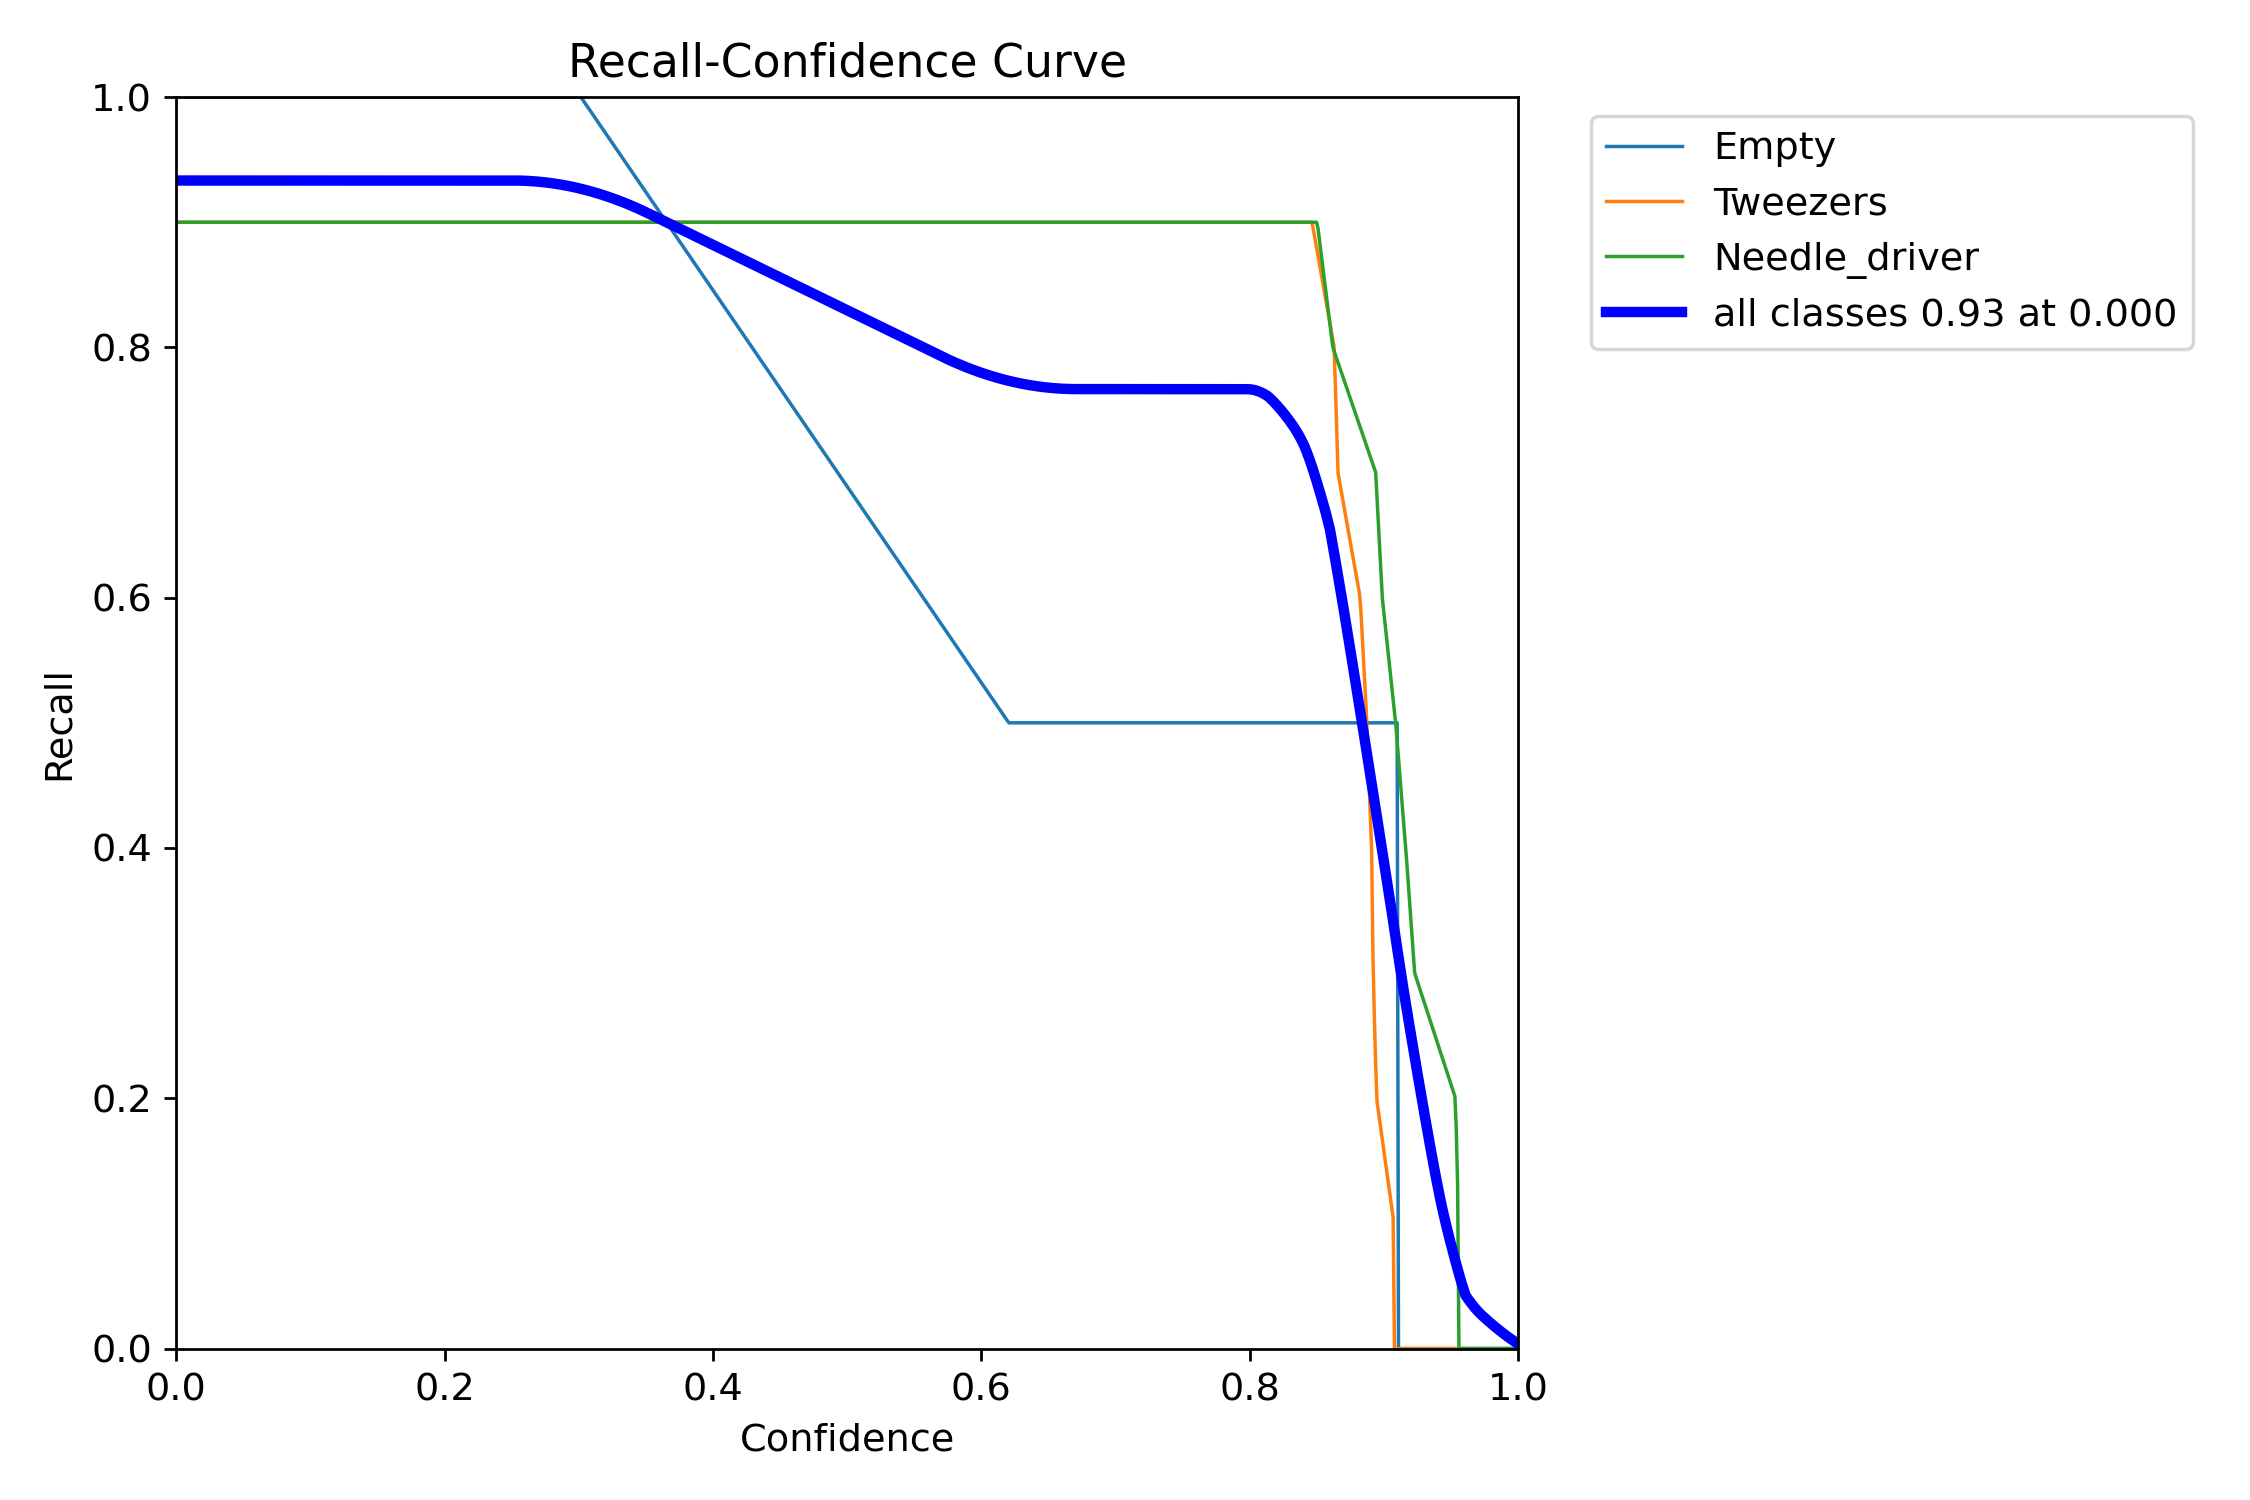 Recall-Confidence Curve
1.0
0.8
0.6
0.4
0.2
0.0
Recall
0.0 0.2 0.4 0.6 0.8 1.0
Confidence
Empty
Tweezers
Needle_driver
all classes 0.93 at 0.000